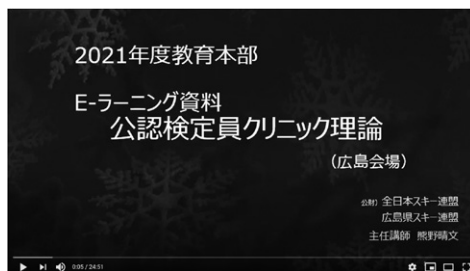 2021年度教育本部
E-ラーニング資料
公認検定員クリニック理論
（広島会場）
公財）全日本スキー連盟
広島県スキー連盟
主任講師 熊野晴文
0:05 / 24:51